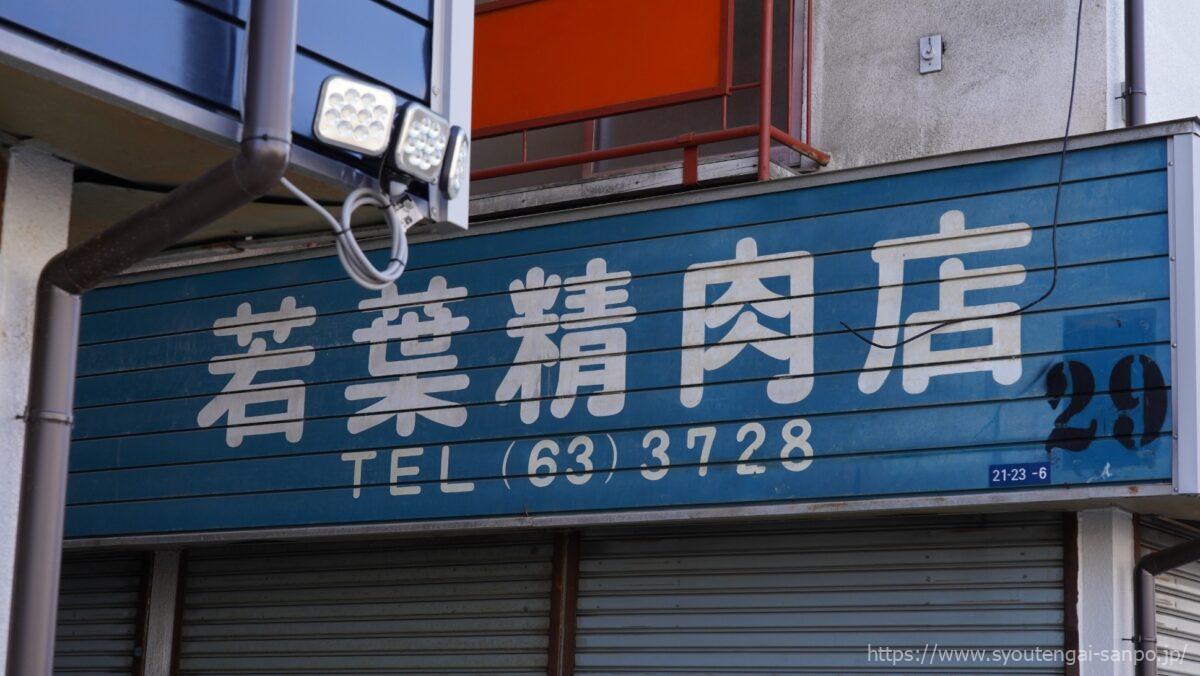 若葉精肉店
TEL (63) 3728
29
21-23 -6
https://www.syoutengai-sanpo.jp/